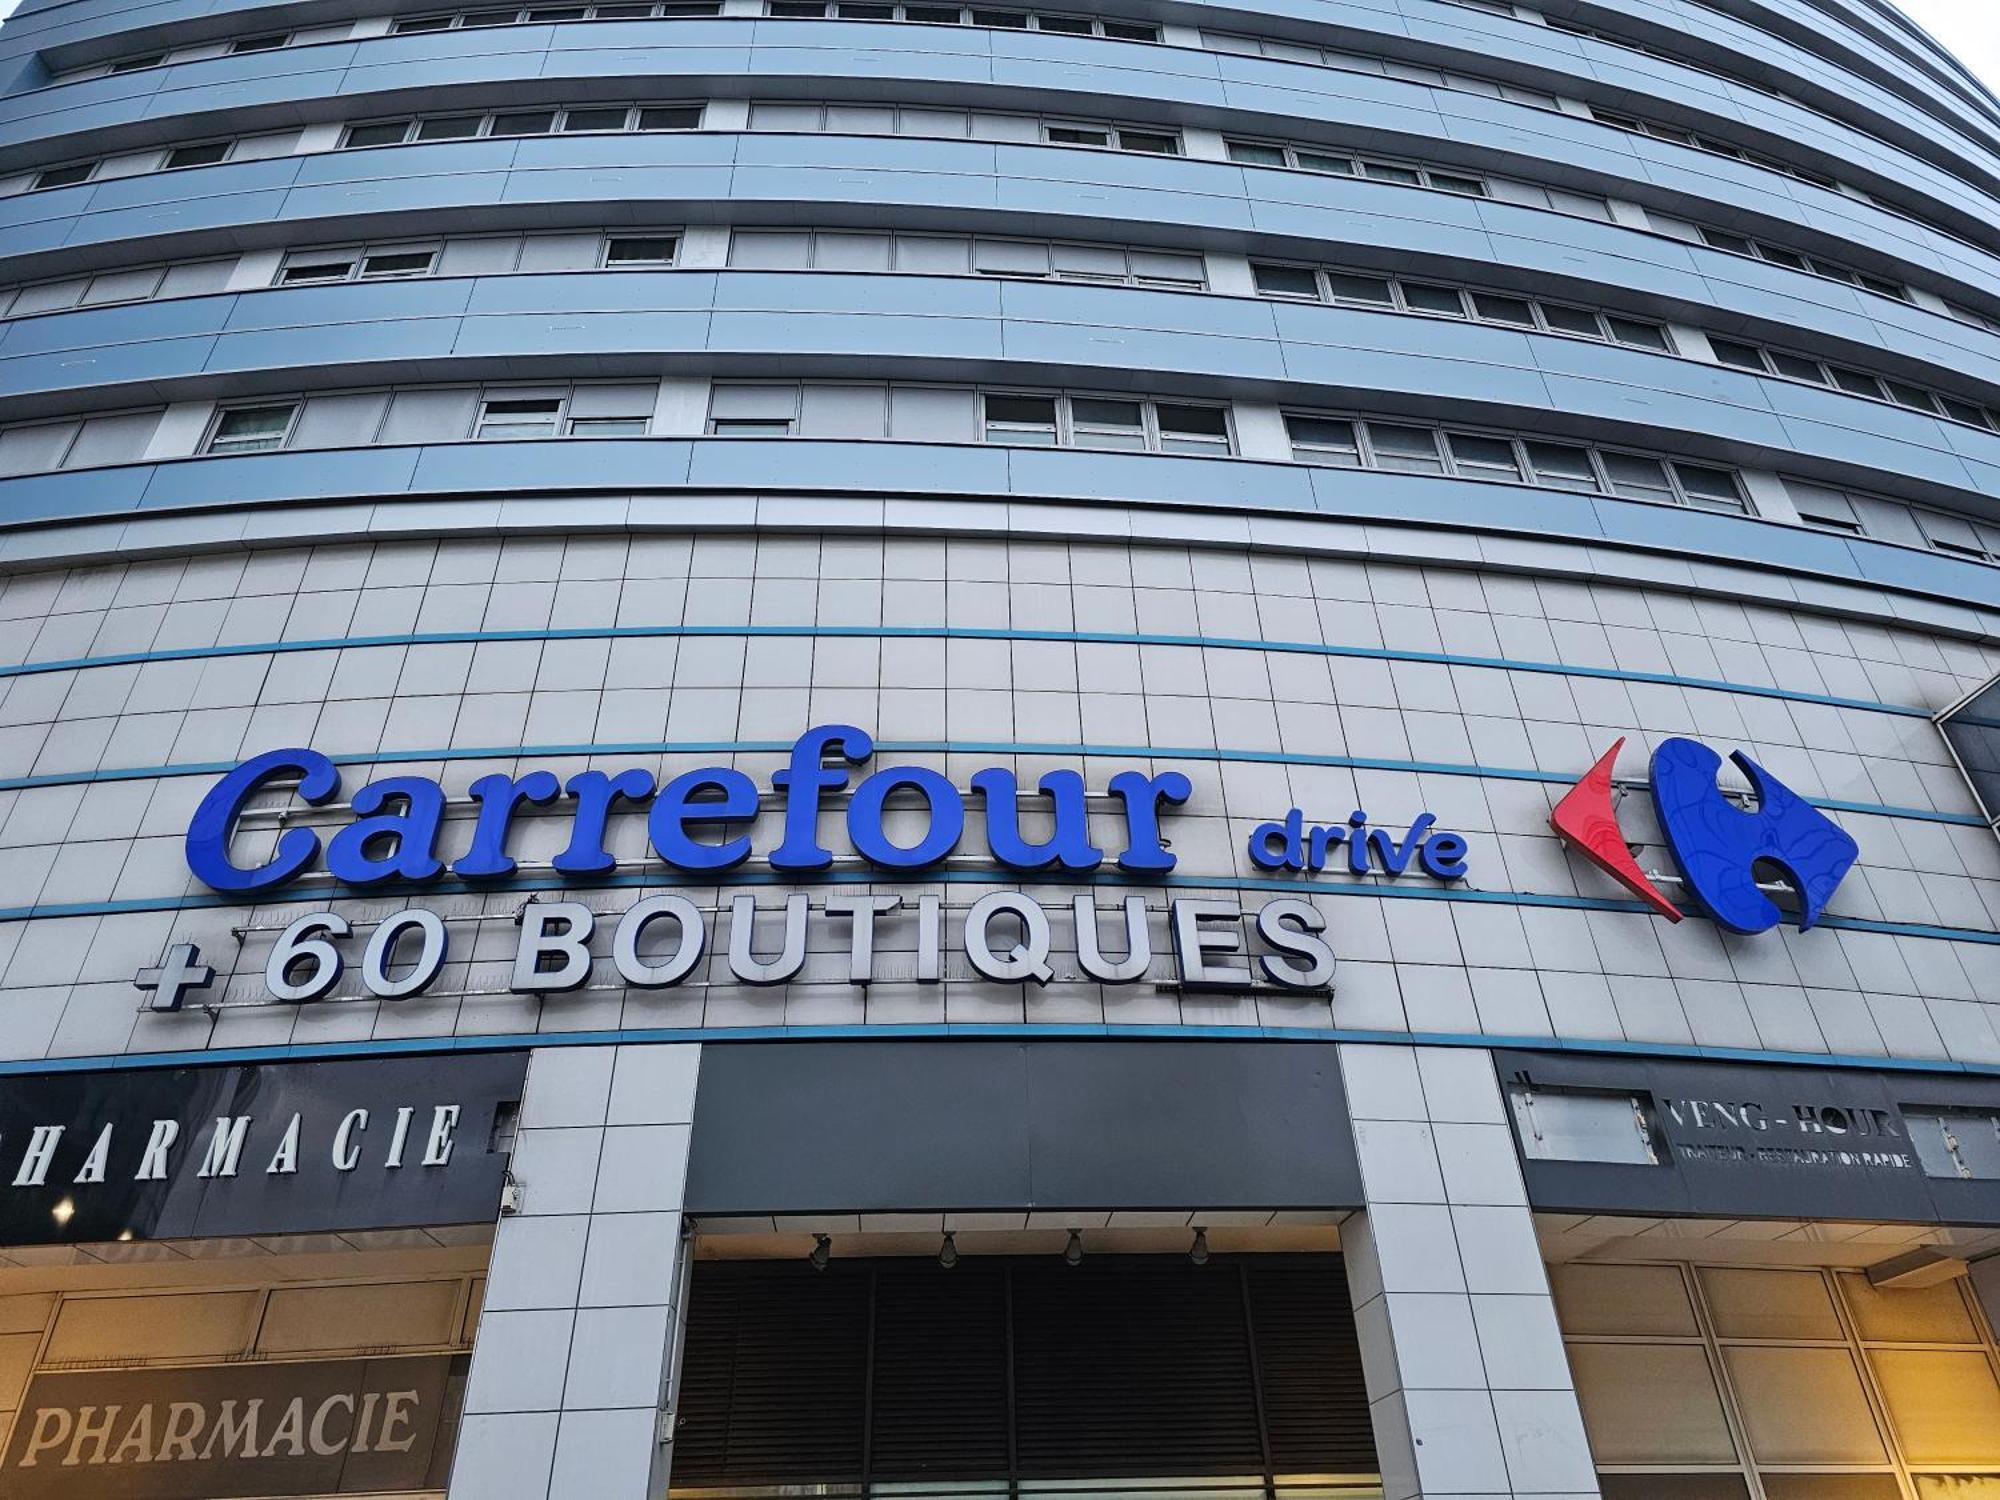 Carrefour drive
+ 60 BOUTIQUES
PHARMACIE
VENG - HOUR
TRAITEUR - RESTAURATION RAPIDE
PHARMACIE